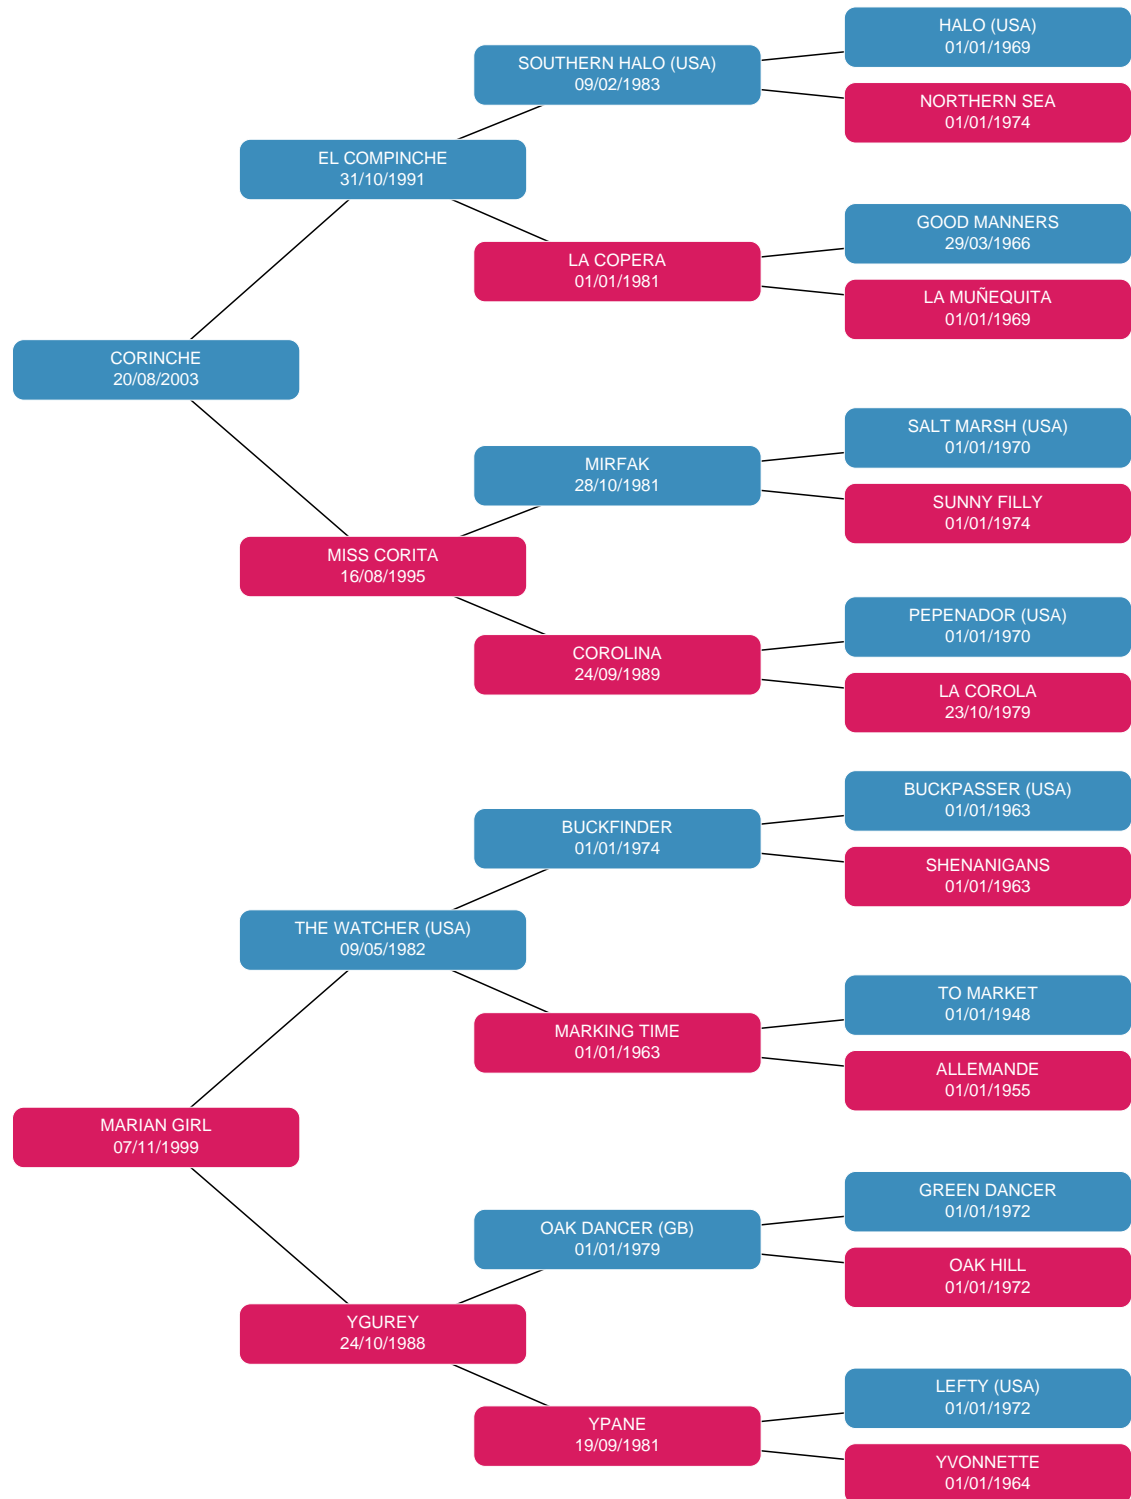 HALO (USA)
01/01/1969
SOUTHERN HALO (USA)
09/02/1983
NORTHERN SEA
01/01/1974
EL COMPINCHE
31/10/1991
GOOD MANNERS
29/03/1966
LA COPERA
01/01/1981
LA MUÑEQUITA
01/01/1969
CORINCHE
20/08/2003
SALT MARSH (USA)
01/01/1970
MIRFAK
28/10/1981
SUNNY FILLY
01/01/1974
MISS CORITA
16/08/1995
PEPENADOR (USA)
01/01/1970
COROLINA
24/09/1989
LA COROLA
23/10/1979
BUCKPASSER (USA)
01/01/1963
BUCKFINDER
01/01/1974
SHENANIGANS
01/01/1963
THE WATCHER (USA)
09/05/1982
TO MARKET
01/01/1948
MARKING TIME
01/01/1963
ALLEMANDE
01/01/1955
MARIAN GIRL
07/11/1999
GREEN DANCER
01/01/1972
OAK DANCER (GB)
01/01/1979
OAK HILL
01/01/1972
YGUREY
24/10/1988
LEFTY (USA)
01/01/1972
YPANE
19/09/1981
YVONNETTE
01/01/1964